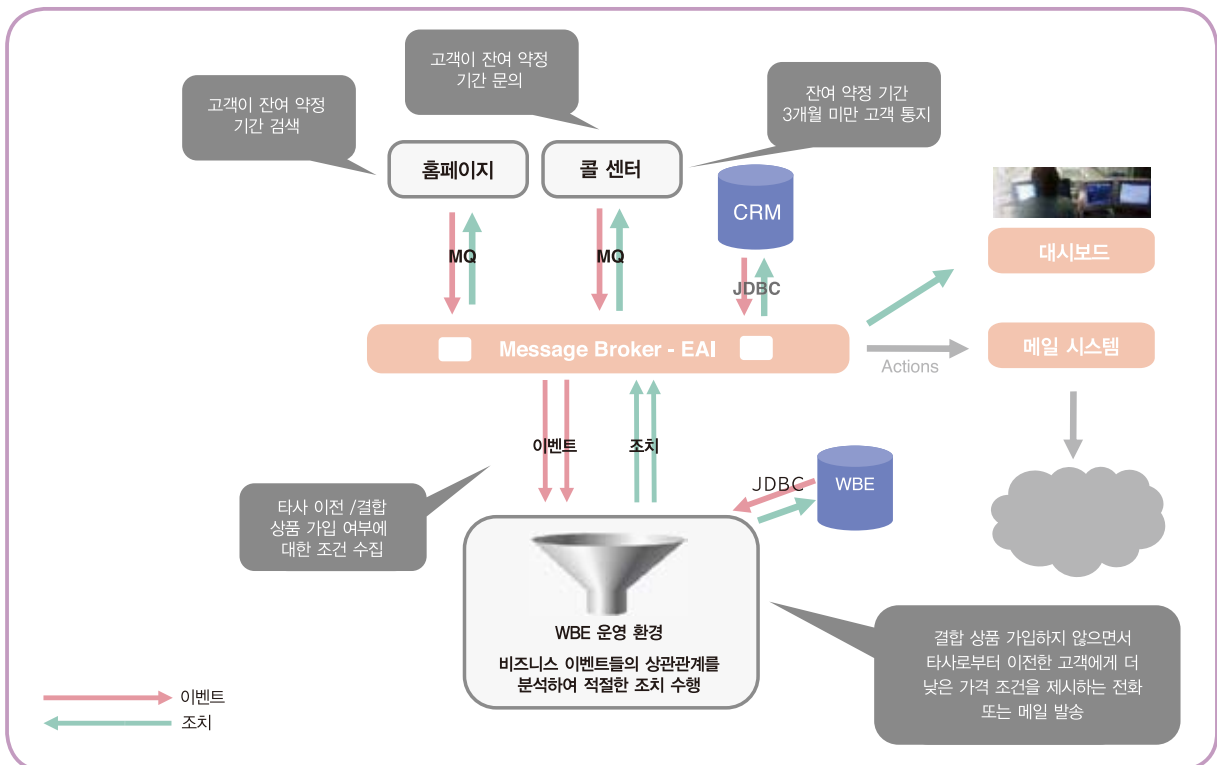 고객이 잔여 약정
기간 문의
고객이 잔여 약정
기간 검색
잔여 약정 기간
3개월 미만 고객 통지
홈페이지
콜 센터
CRM
MQ
MQ
JDBC
대시보드
Message Broker - EAI
메일 시스템
Actions
이벤트
조치
JDBC
WBE
타사 이전 /결합
상품 가입 여부에
대한 조건 수집
WBE 운영 환경
비즈니스 이벤트들의 상관관계를
분석하여 적절한 조치 수행
결합 상품 가입하지 않으면서
타사로부터 이전한 고객에게 더
낮은 가격 조건을 제시하는 전화
또는 메일 발송
이벤트
조치